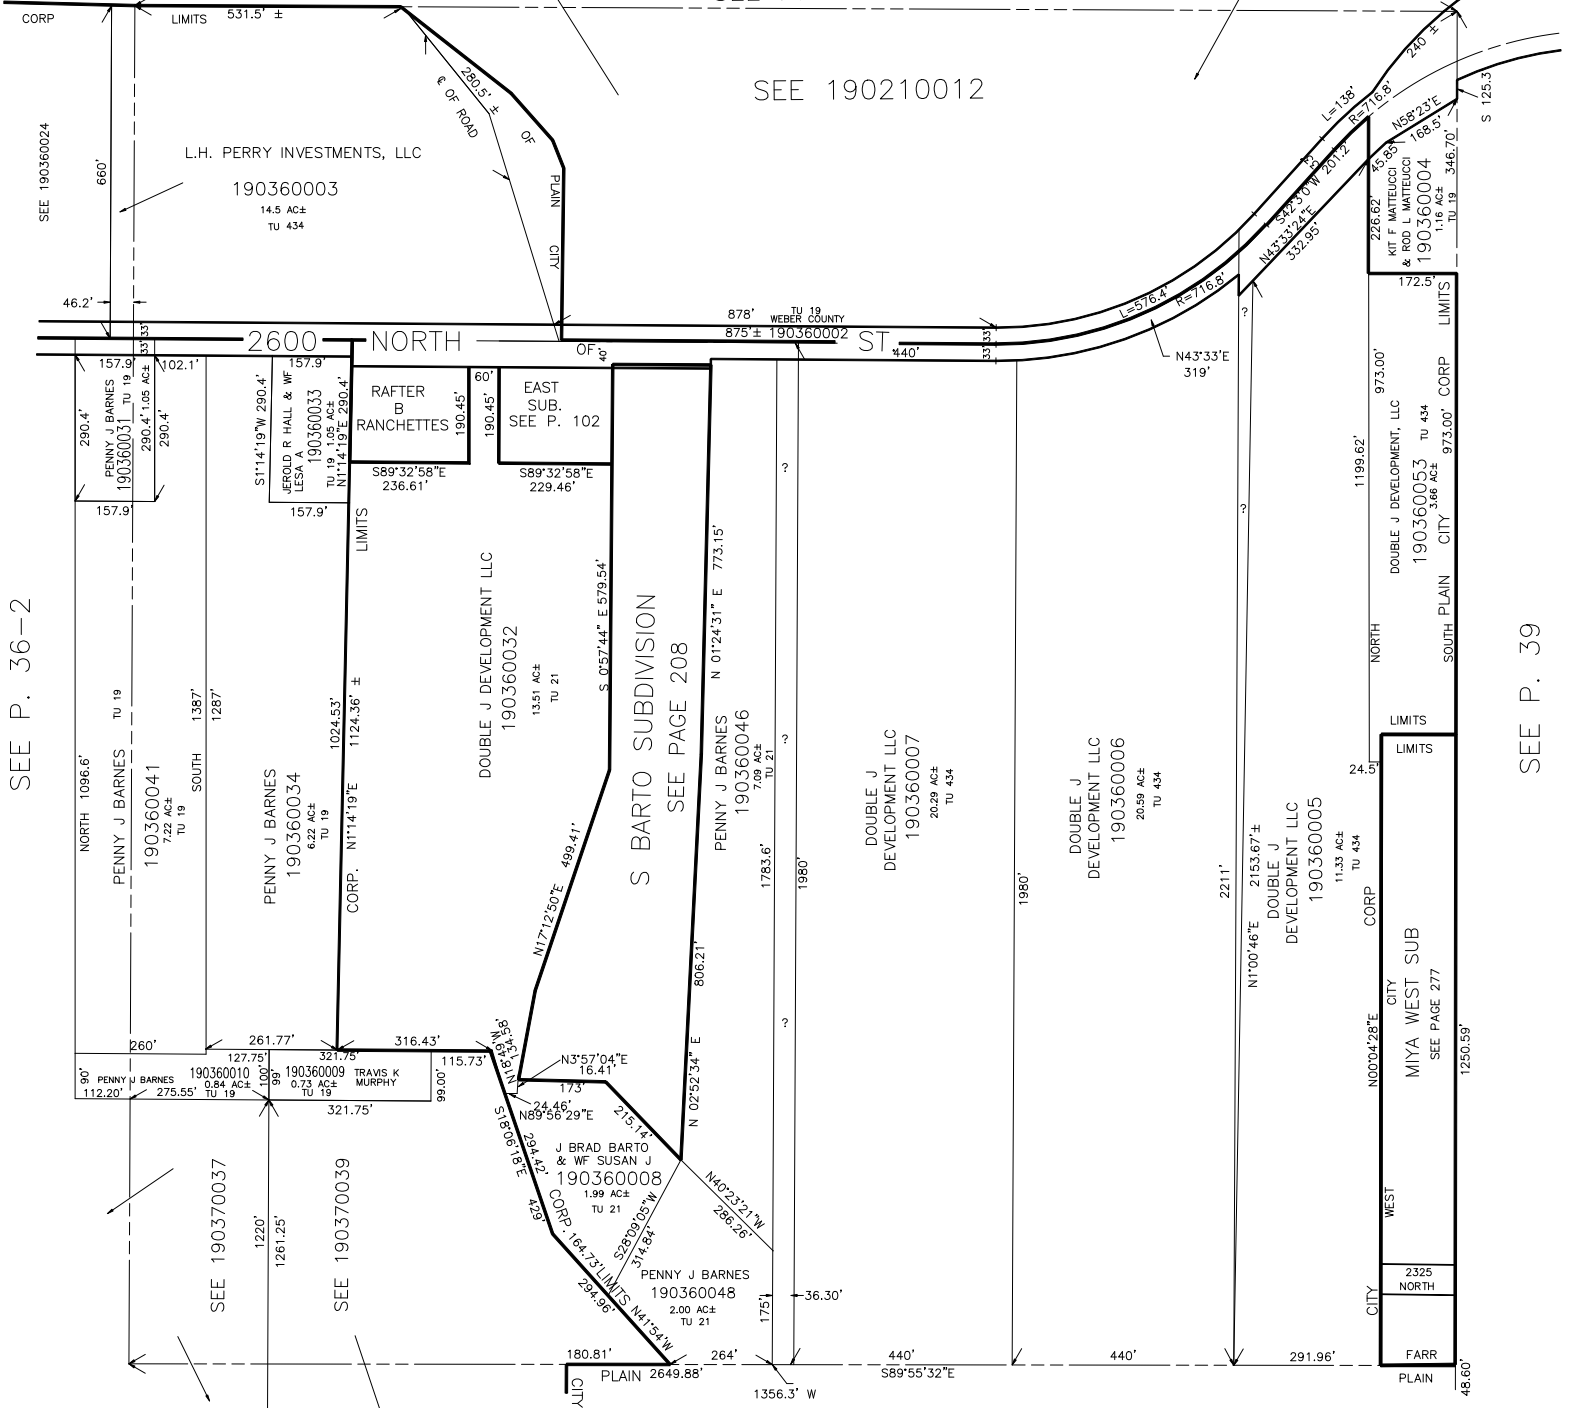 CORP
LIMITS
531.5' ±
SEE 190210012
SEE 190360024
660'
L.H. PERRY INVESTMENTS, LLC
190360003
14.5 AC±
TU 434
280.5' ±
℄ OF ROAD
OF
PLAIN
CITY
46.2'
240 ±
L=138'
R=716.8'
N58°23'E
168.5'
S 125.3
45.85'
346.70'
33'
33'
S42°3'0"W 201.2'
N43°33'24"E
332.95'
226.62'
KIT F MATTEUCCI
& ROD L MATTEUCCI
190360004
1.16 AC±
TU 19
172.5'
878'
TU 19
WEBER COUNTY
875'± 190360002
2600 NORTH ST.
OF
40'
440'
33'33'
33'33'
L=576.4'
R=716.8'
N43°33'E
319'
?
157.9'
102.1'
157.9'
290.4'
PENNY J BARNES
190360031
TU 19
1.05 AC±
290.4'
290.4'
157.9'
S1°14'19"W 290.4'
JEROLD R HALL & WF
LESA A
190360033
TU 19 1.05 AC±
N1°14'19"E 290.4'
157.9'
RAFTER
B
RANCHETTES
190.45'
60'
190.45'
EAST
SUB.
SEE P. 102
S89°32'58"E
236.61'
S89°32'58"E
229.46'
LIMITS
SEE P. 36-2
NORTH 1096.6'
PENNY J BARNES
TU 19
190360041
7.22 AC±
TU 19
SOUTH 1387'
1287'
PENNY J BARNES
190360034
6.22 AC±
TU 19
1024.53'
1124.36' ±
CORP. N1°14'19"E
DOUBLE J DEVELOPMENT LLC
190360032
13.51 AC±
TU 21
S 0°57'44" E 579.54'
N17°12'50"E 499.41'
S BARTO SUBDIVISION
SEE PAGE 208
N 01°24'31" E 773.15'
PENNY J BARNES
190360046
7.09 AC±
TU 21
806.21'
N 02°52'34" E
?
?
?
1783.6'
1980'
DOUBLE J
DEVELOPMENT LLC
190360007
20.29 AC±
TU 434
1980'
DOUBLE J
DEVELOPMENT LLC
190360006
20.59 AC±
TU 434
?
2211'
N1°00'46"E 2153.67'±
DOUBLE J
DEVELOPMENT LLC
190360005
11.33 AC±
TU 434
973.00'
1199.62'
NORTH
DOUBLE J DEVELOPMENT, LLC
190360053
3.66 AC±
TU 434
973.00'
SOUTH PLAIN CITY CORP LIMITS
LIMITS
LIMITS
24.5'
CORP
N00°04'28"E
CITY
WEST
CITY
MIYA WEST SUB
SEE PAGE 277
1250.59'
SEE P. 39
2325
NORTH
FARR
PLAIN
48.60'
260'
261.77'
316.43'
127.75'
321.75'
115.73'
90'
PENNY J BARNES
190360010
0.84 AC±
TU 19
100'
99'
190360009
0.73 AC±
TU 19
TRAVIS K
MURPHY
99.00'
112.20'
275.55'
321.75'
N18°49'W
134.58'
N3°57'04"E
16.41'
173'
24.46'
N89°56'29"E
215.14'
S18°06'18"E
294.42'
429'
J BRAD BARTO
& WF SUSAN J
190360008
1.99 AC±
TU 21
N40°23'21"W
286.26'
S28°09'05"W
314.84'
CORP. LIMITS
164.73'
294.96'
N41°54'W
PENNY J BARNES
190360048
2.00 AC±
TU 21
175'
36.30'
SEE 190370037
1220'
1261.25'
SEE 190370039
180.81'
264'
440'
440'
291.96'
CITY
PLAIN 2649.88'
S89°55'32"E
1356.3' W